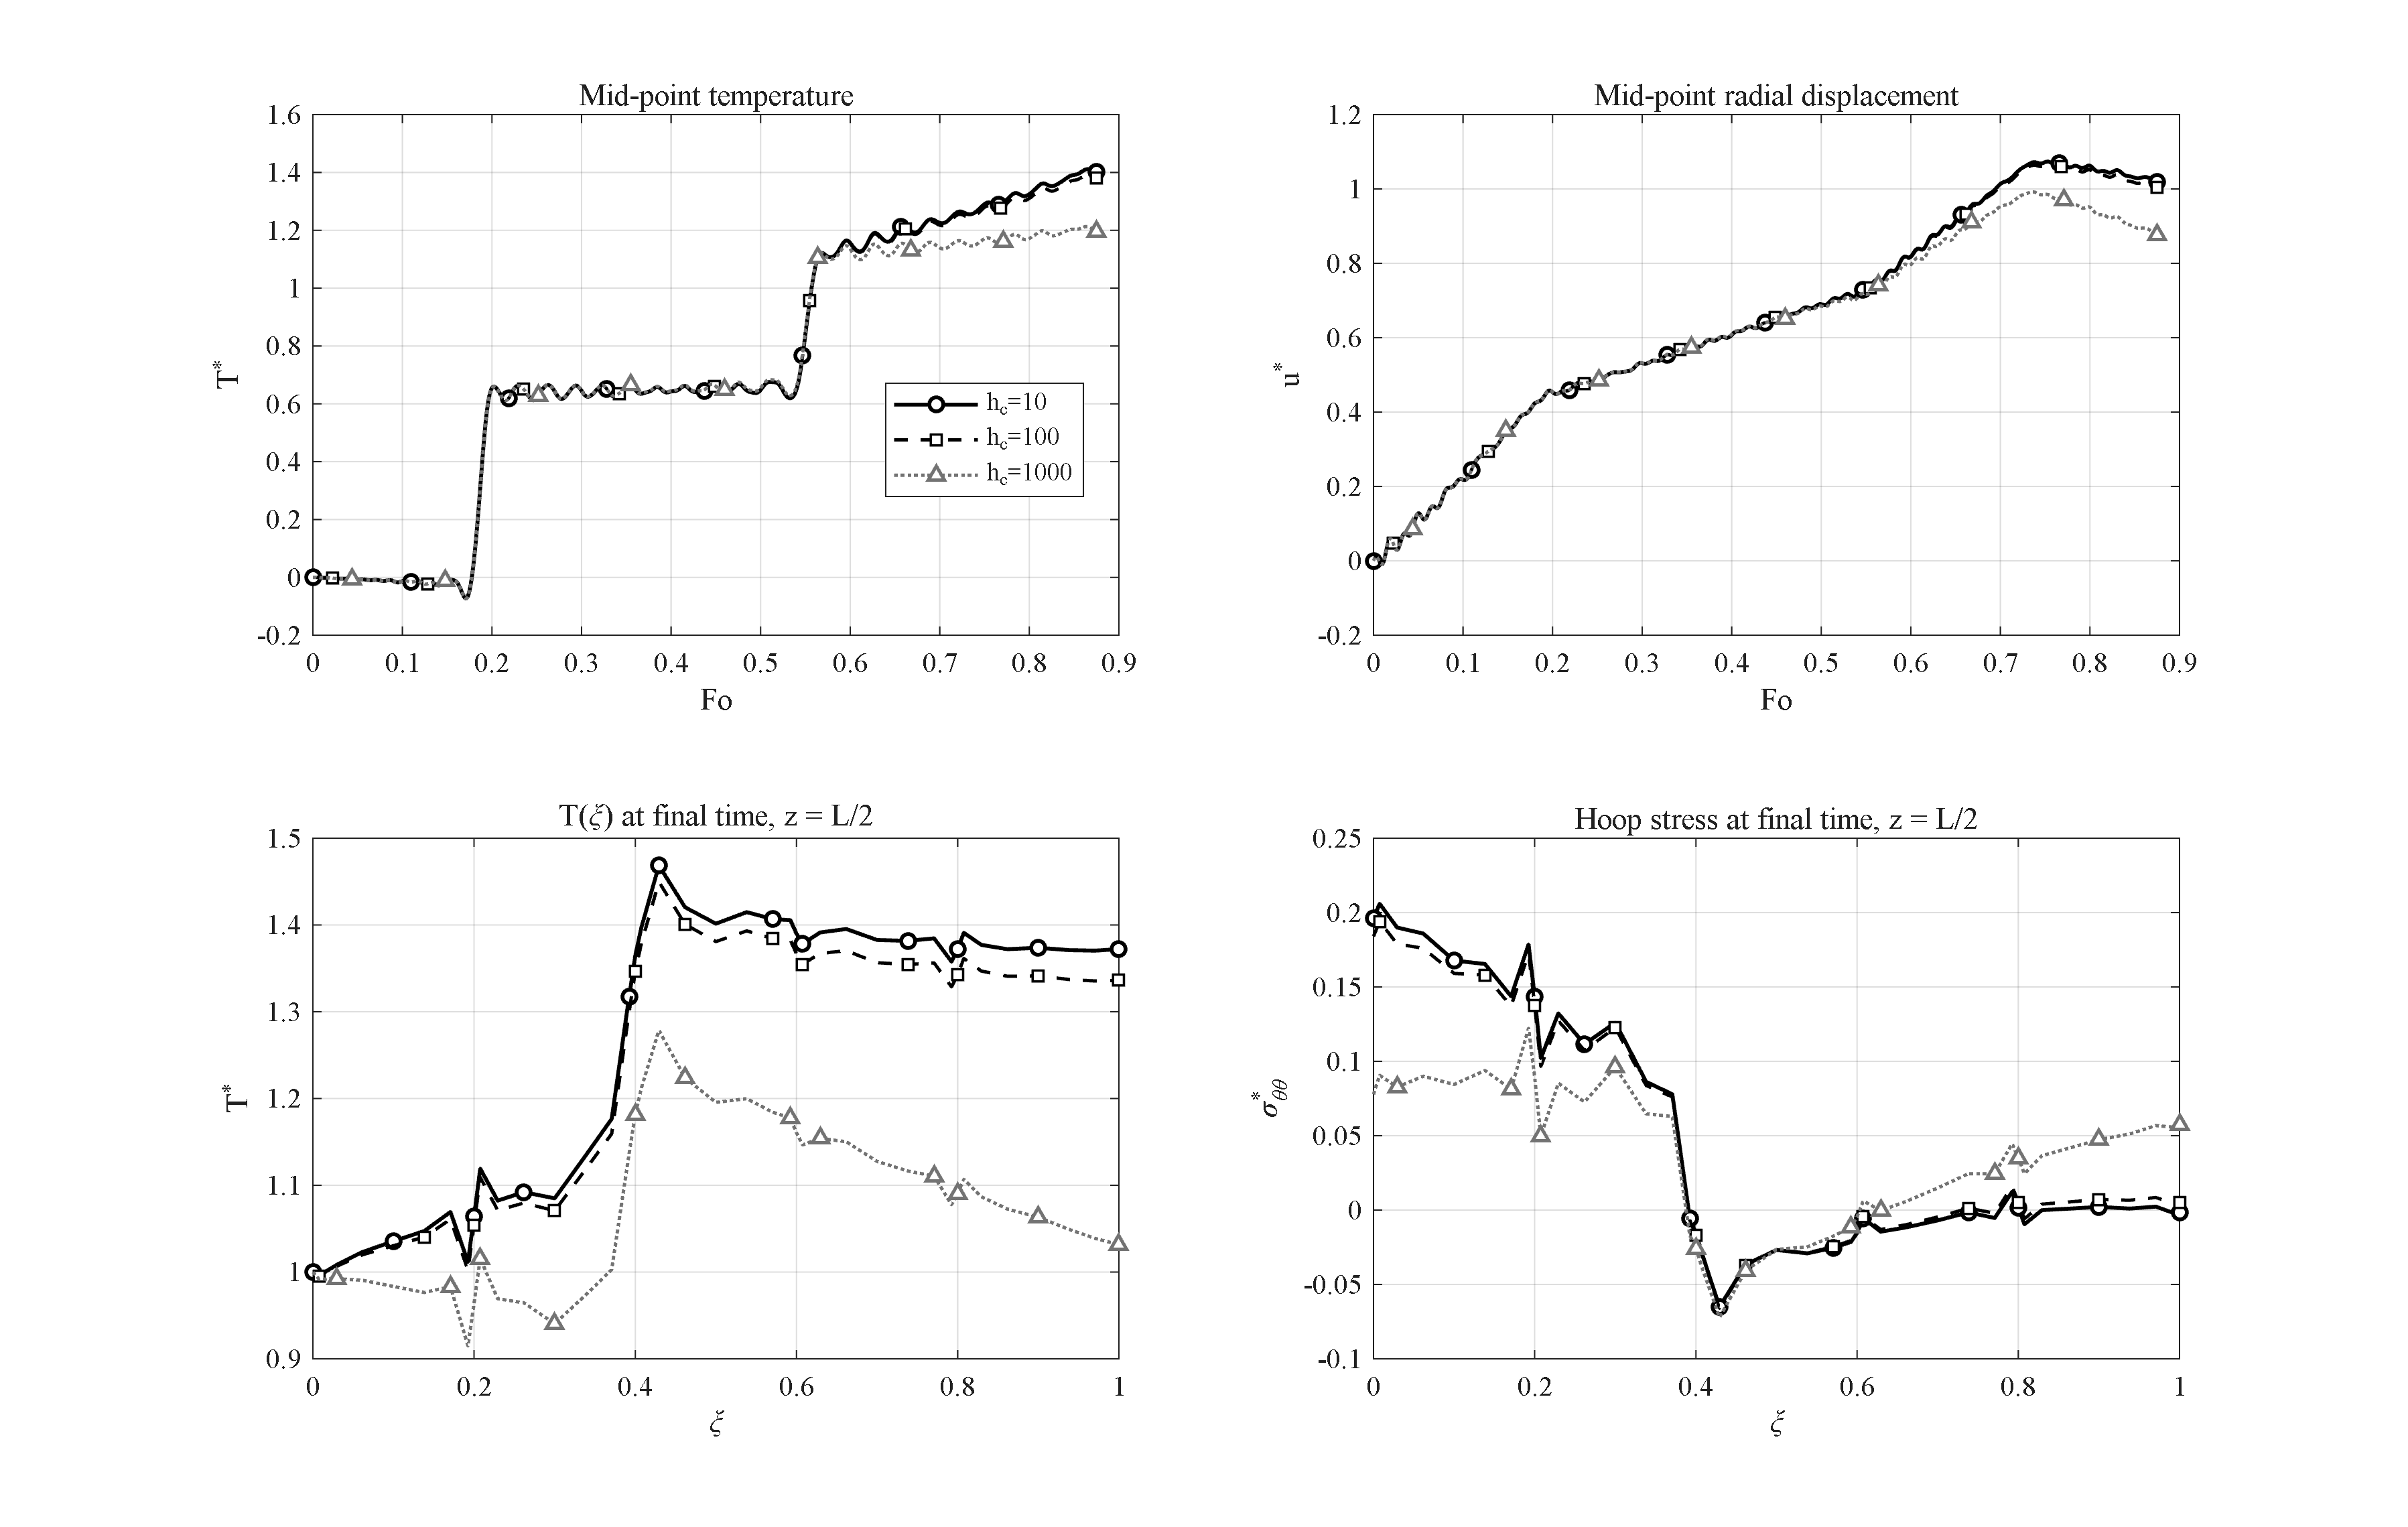 Mid-point temperature
1.6
1.4
1.2
1
0.8
0.6
0.4
0.2
0
-0.2
T*
0 0.1 0.2 0.3 0.4 0.5 0.6 0.7 0.8 0.9
Fo
h_c=10
h_c=100
h_c=1000
Mid-point radial displacement
1.2
1
0.8
0.6
0.4
0.2
0
-0.2
u*
0 0.1 0.2 0.3 0.4 0.5 0.6 0.7 0.8 0.9
Fo
T(ξ) at final time, z = L/2
1.5
1.4
1.3
1.2
1.1
1
0.9
T*
0 0.2 0.4 0.6 0.8 1
ξ
Hoop stress at final time, z = L/2
0.25
0.2
0.15
0.1
0.05
0
-0.05
-0.1
σ*_θθ
0 0.2 0.4 0.6 0.8 1
ξ